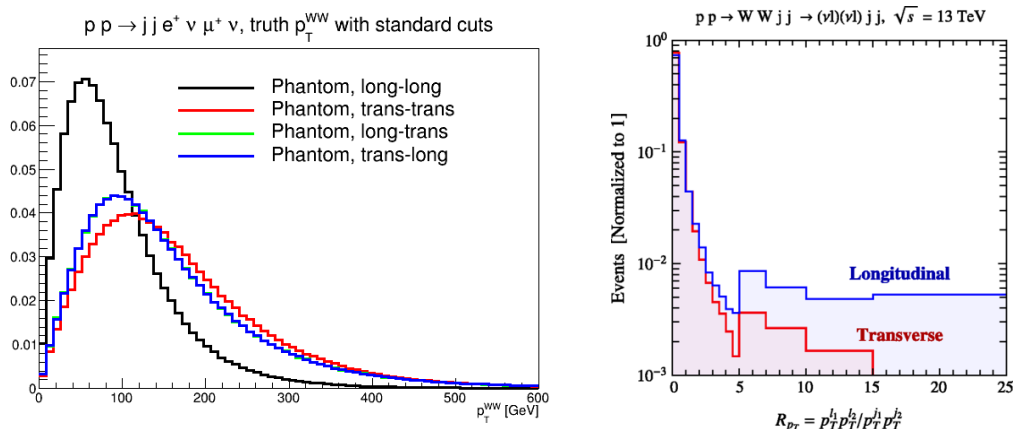 p p → j j e⁺ ν μ⁺ ν, truth p_T^WW with standard cuts
0.07
0.06
0.05
0.04
0.03
0.02
0.01
0
Phantom, long-long
Phantom, trans-trans
Phantom, long-trans
Phantom, trans-long
0 100 200 300 400 500 600
p_T^WW [GeV]
p p → W W j j → (νl)(νl) j j, √s = 13 TeV
Events [Normalized to 1]
10⁰
10⁻¹
10⁻²
10⁻³
Longitudinal
Transverse
0 5 10 15 20 25
R_pT = p_T^l₁ p_T^l₂ / p_T^j₁ p_T^j₂